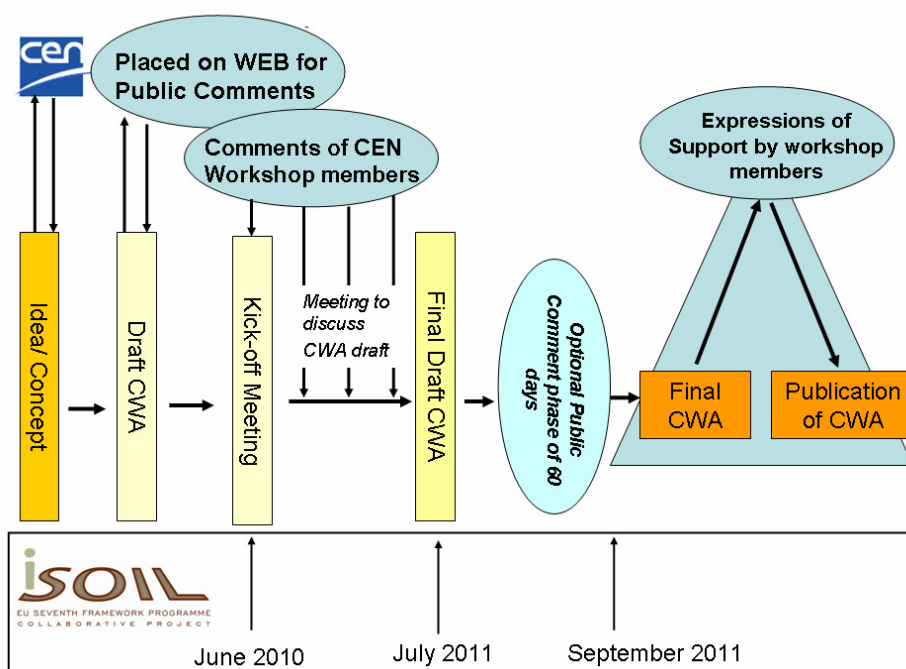 cen
Placed on WEB for
Public Comments
Comments of CEN
Workshop members
Expressions of
Support by workshop
members
Idea/ Concept
Draft CWA
Kick-off Meeting
Meeting to
discuss
CWA draft
Final Draft CWA
Optional Public
Comment phase of 60
days
Final
CWA
Publication
of CWA
iSOIL
EU SEVENTH FRAMEWORK PROGRAMME
COLLABORATIVE PROJECT
June 2010
July 2011
September 2011